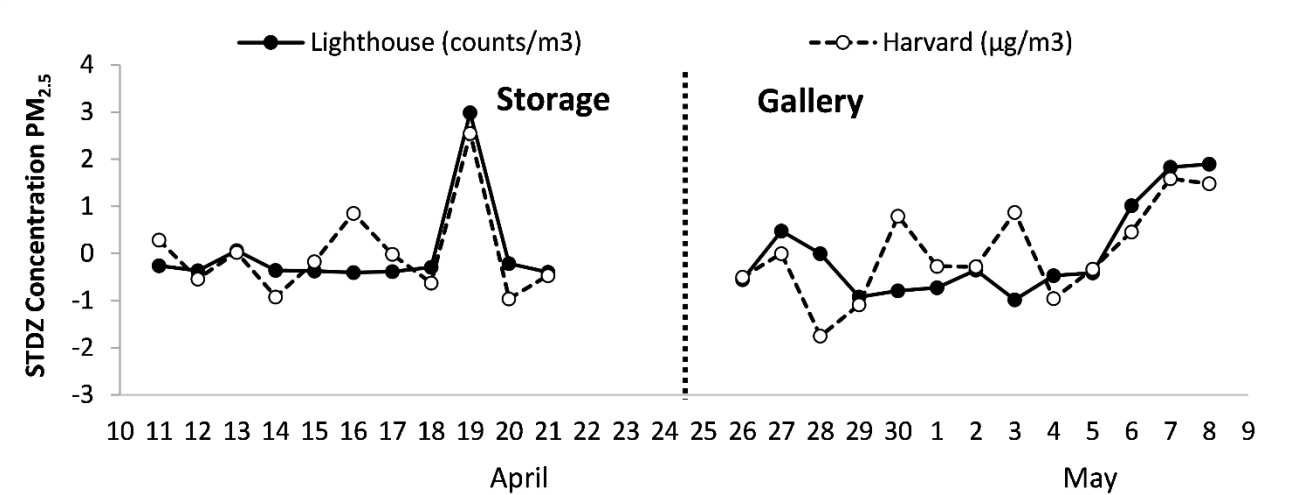 Lighthouse (counts/m3) Harvard (µg/m3)
STDZ Concentration PM2.5
4
3
2
1
0
-1
-2
-3
Storage Gallery
10 11 12 13 14 15 16 17 18 19 20 21 22 23 24 25 26 27 28 29 30 1 2 3 4 5 6 7 8 9
April May